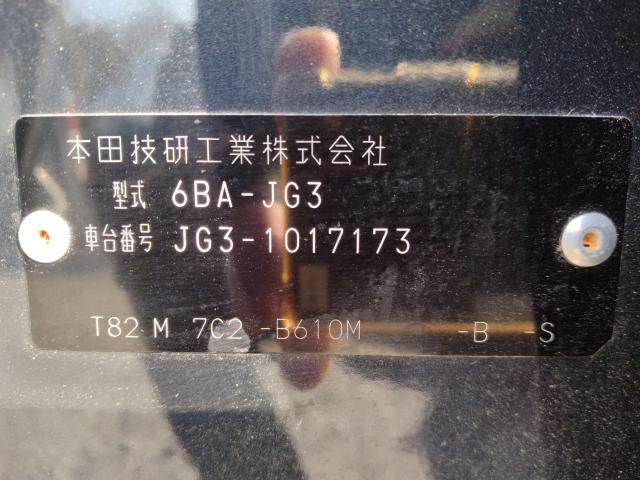 本田技研工業株式会社
型式 6BA-JG3
車台番号 JG3-1017173
T82 M 7C2 -B610M -B -S